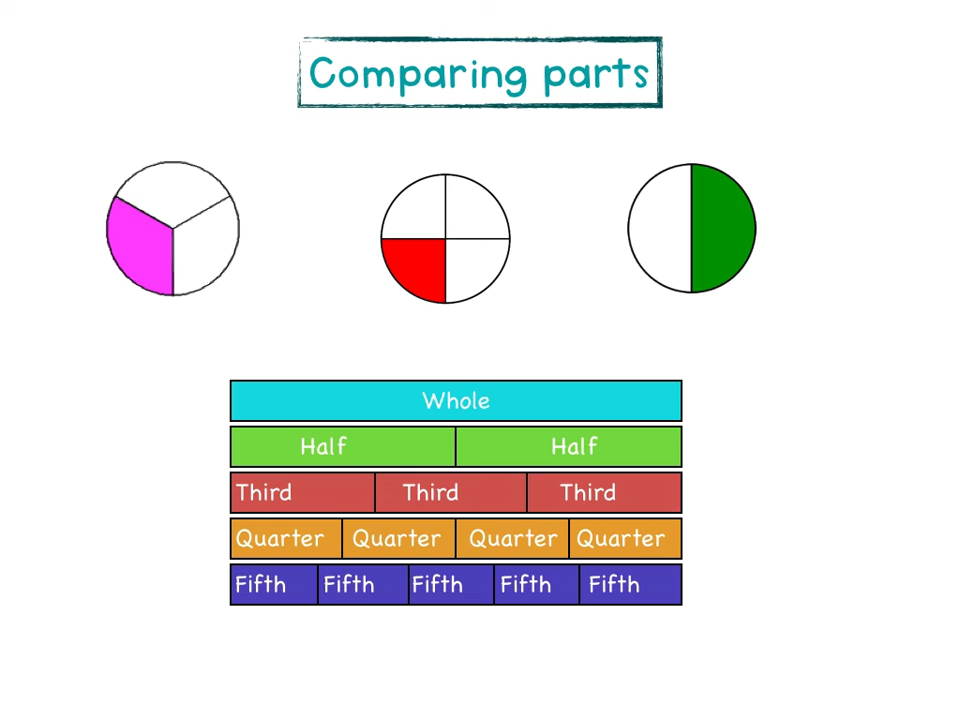 Comparing parts
Whole
Half Half
Third Third Third
Quarter Quarter Quarter Quarter
Fifth Fifth Fifth Fifth Fifth